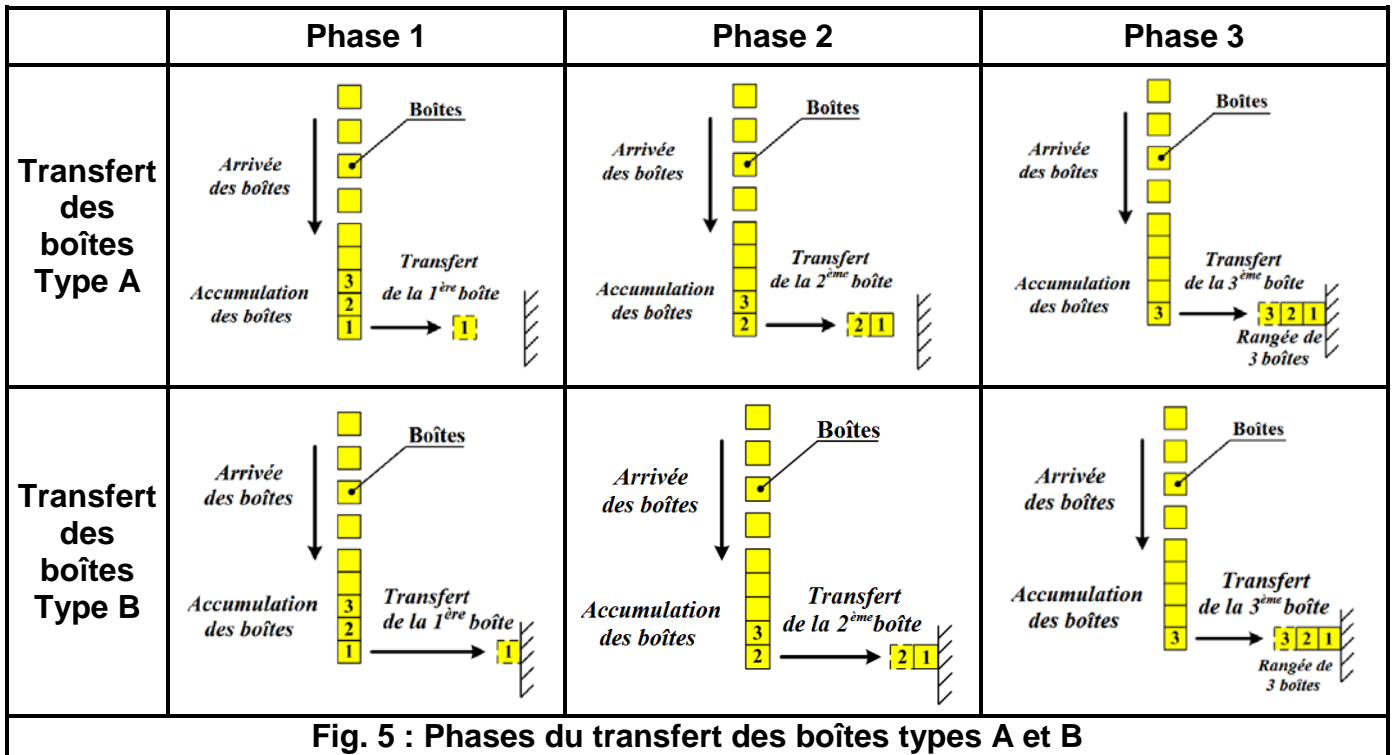 Phase 1
Phase 2
Phase 3
Transfert
des
boîtes
Type A
Boîtes
Arrivée
des boîtes
Transfert
de la 1ère boîte
Accumulation
des boîtes
3
2
1
1
Boîtes
Arrivée
des boîtes
Transfert
de la 2ème boîte
Accumulation
des boîtes
3
2
2 1
Boîtes
Arrivée
des boîtes
Transfert
de la 3ème boîte
Accumulation
des boîtes
3
3 2 1
Rangée de
3 boîtes
Transfert
des
boîtes
Type B
Boîtes
Arrivée
des boîtes
Transfert
de la 1ère boîte
Accumulation
des boîtes
3
2
1
1
Boîtes
Arrivée
des boîtes
Transfert
de la 2ème boîte
Accumulation
des boîtes
3
2
2 1
Boîtes
Arrivée
des boîtes
Transfert
de la 3ème boîte
Accumulation
des boîtes
3
3 2 1
Rangée de
3 boîtes
Fig. 5 : Phases du transfert des boîtes types A et B